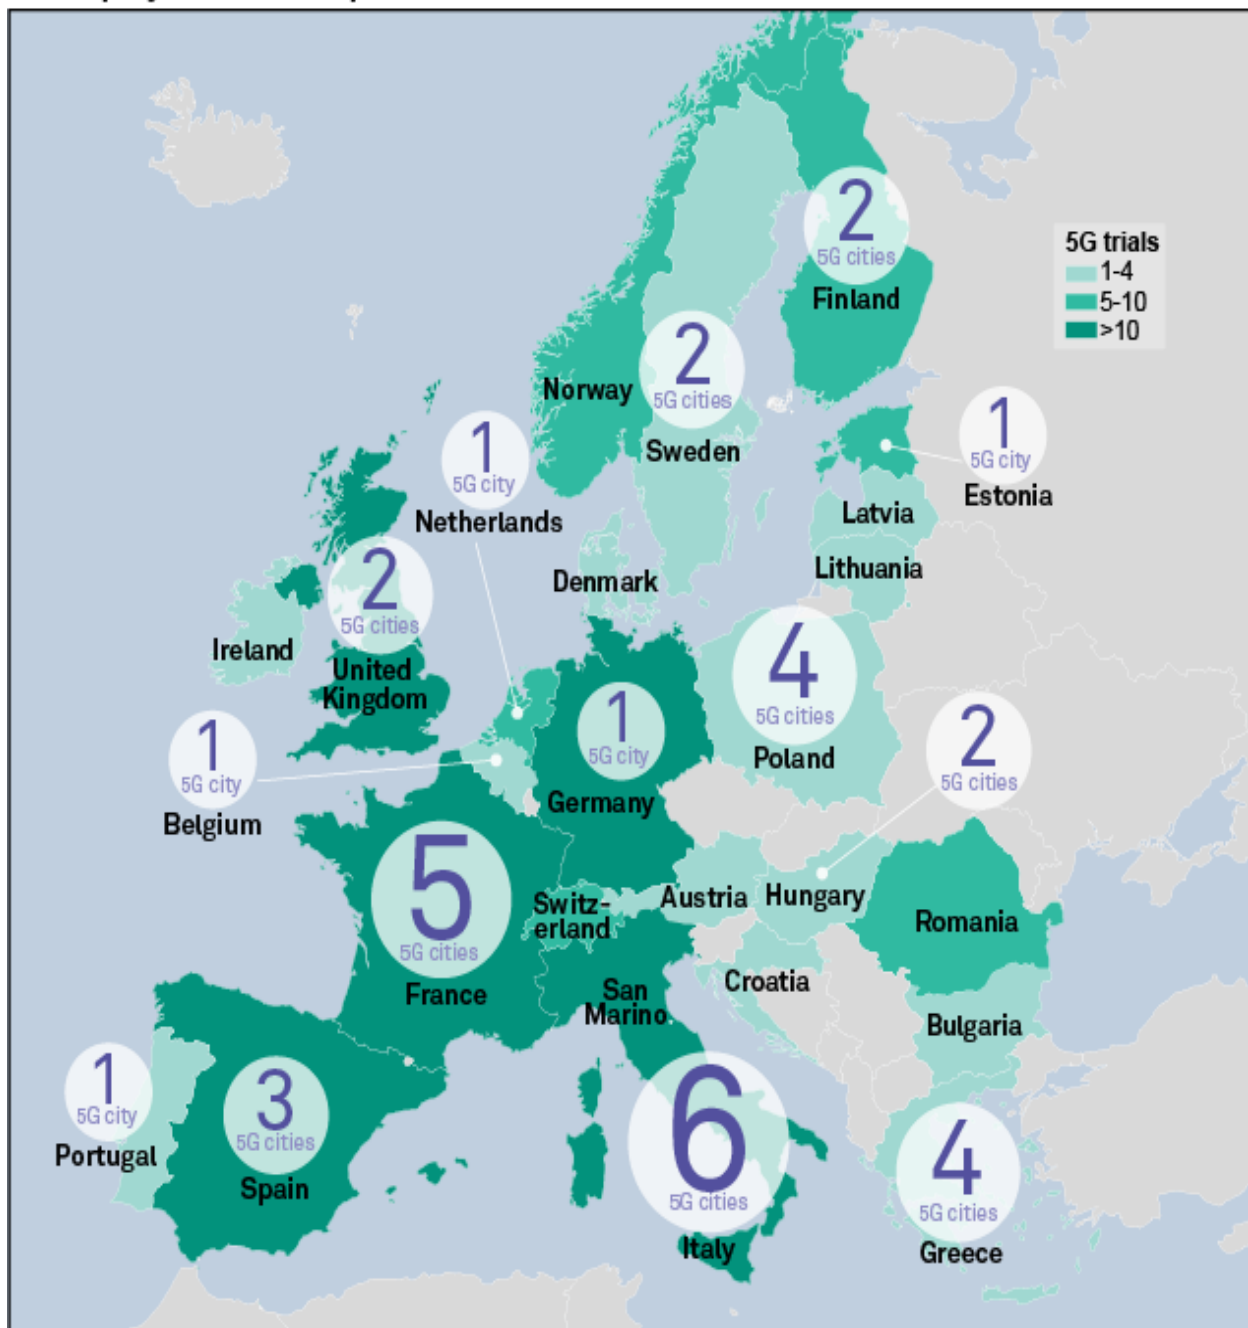 5G trials
1-4
5-10
>10
2
5G cities
Finland
2
5G cities
Sweden
Norway
1
5G city
Estonia
1
5G city
Netherlands
Latvia
Lithuania
Denmark
2
5G cities
United
Kingdom
Ireland
4
5G cities
Poland
1
5G city
Germany
2
5G cities
Hungary
1
5G city
Belgium
5
5G cities
France
Switz-
erland
Austria
Romania
Croatia
San
Marino
Bulgaria
1
5G city
Portugal
3
5G cities
Spain
6
5G cities
Italy
4
5G cities
Greece